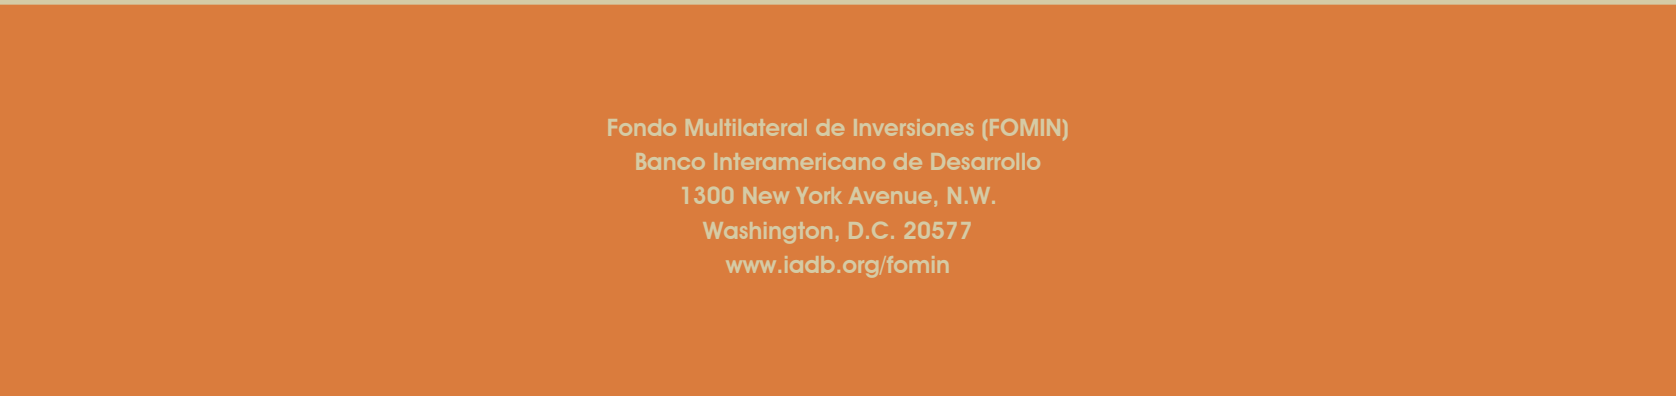 Fondo Multilateral de Inversiones (FOMIN)
Banco Interamericano de Desarrollo
1300 New York Avenue, N.W.
Washington, D.C. 20577
www.iadb.org/fomin